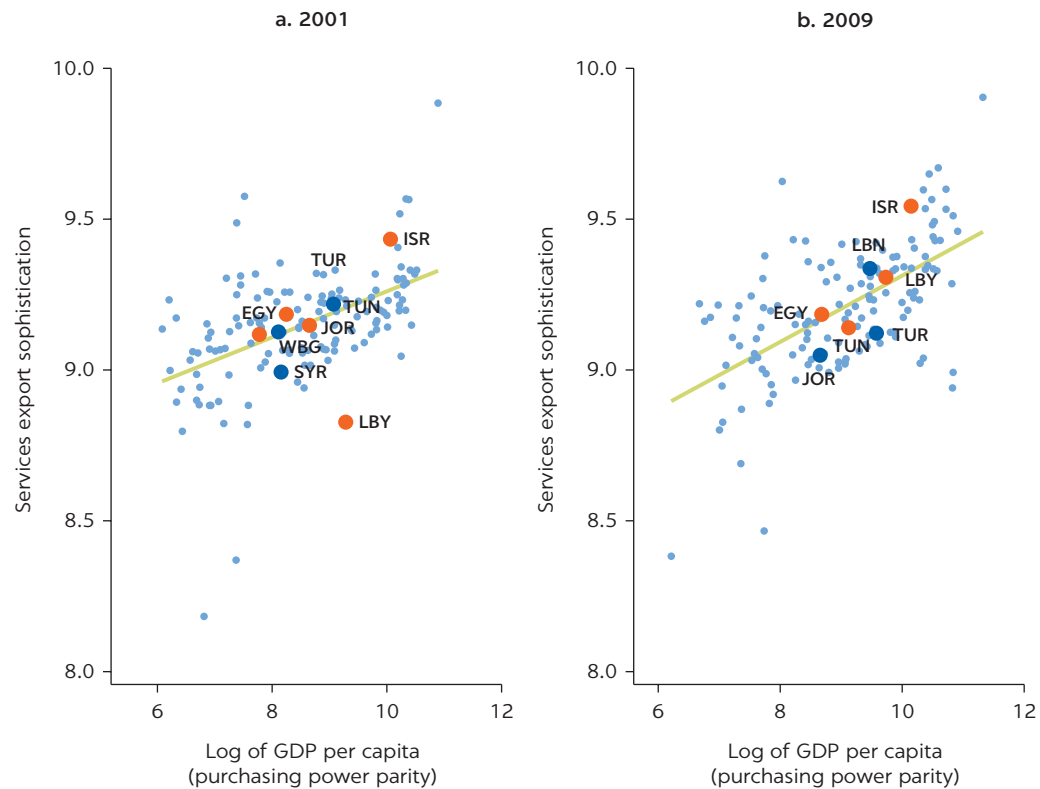 a. 2001
10.0
9.5
9.0
8.5
8.0
Services export sophistication
ISR
TUR
TUN
EGY
JOR
WBG
SYR
LBY
6
8
10
12
Log of GDP per capita
(purchasing power parity)
b. 2009
10.0
9.5
9.0
8.5
8.0
Services export sophistication
ISR
LBN
LBY
EGY
TUR
TUN
JOR
6
8
10
12
Log of GDP per capita
(purchasing power parity)